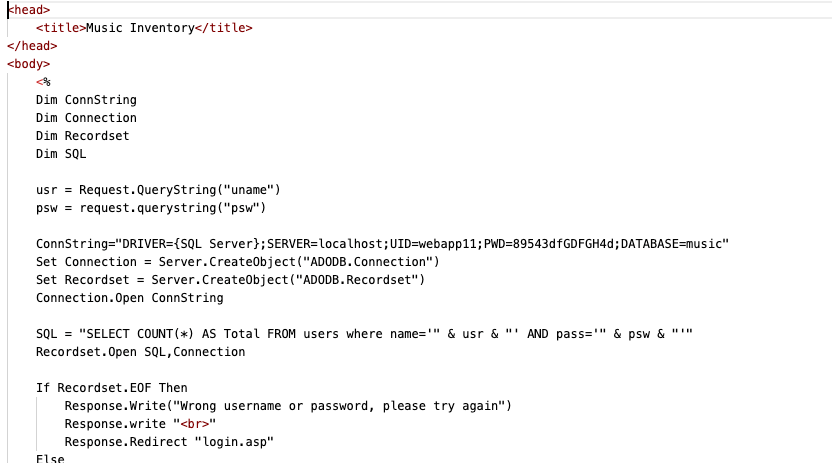 <head>
<title>Music Inventory</title>
</head>
<body>
<%
Dim ConnString
Dim Connection
Dim Recordset
Dim SQL
usr = Request.QueryString("uname")
psw = request.querystring("psw")
ConnString="DRIVER={SQL Server};SERVER=localhost;UID=webapp11;PWD=89543dfGDFGH4d;DATABASE=music"
Set Connection = Server.CreateObject("ADODB.Connection")
Set Recordset = Server.CreateObject("ADODB.Recordset")
Connection.Open ConnString
SQL = "SELECT COUNT(*) AS Total FROM users where name='" & usr & "' AND pass='" & psw & "'"
Recordset.Open SQL,Connection
If Recordset.EOF Then
Response.Write("Wrong username or password, please try again")
Response.write "<br>"
Response.Redirect "login.asp"
Else